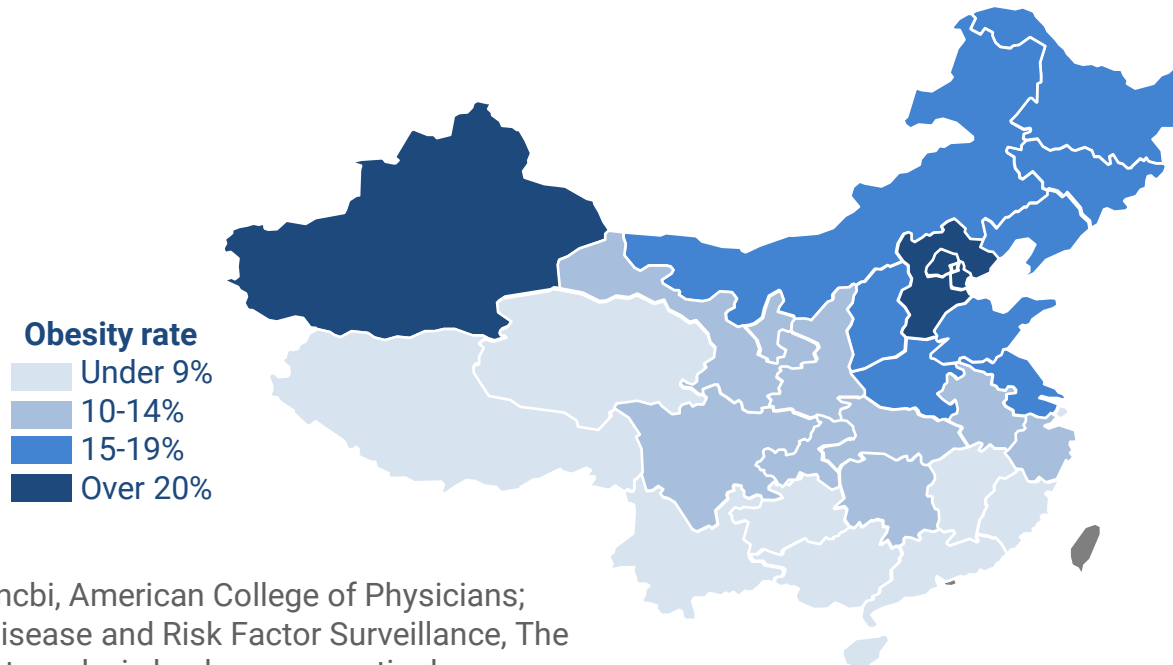 Obesity rate
Under 9%
10-14%
15-19%
Over 20%
ncbi, American College of Physicians;
isease and Risk Factor Surveillance, The